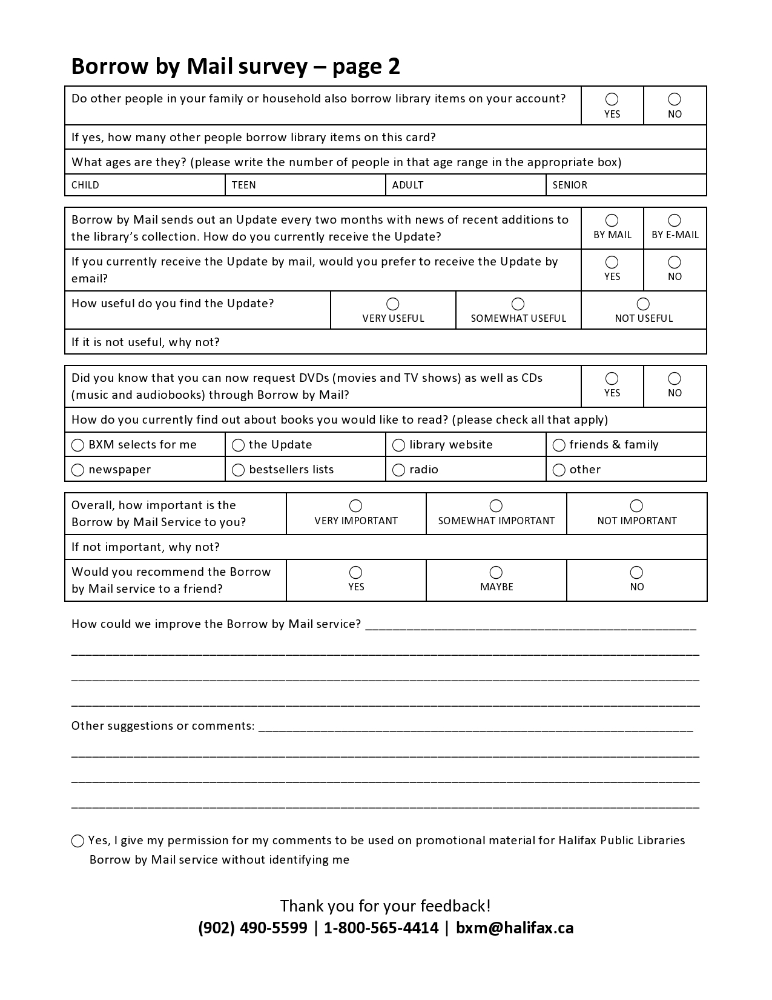 Borrow by Mail survey – page 2
Do other people in your family or household also borrow library items on your account?
YES
NO
If yes, how many other people borrow library items on this card?
What ages are they? (please write the number of people in that age range in the appropriate box)
CHILD
TEEN
ADULT
SENIOR
Borrow by Mail sends out an Update every two months with news of recent additions to
the library’s collection. How do you currently receive the Update?
BY MAIL
BY E-MAIL
If you currently receive the Update by mail, would you prefer to receive the Update by
email?
YES
NO
How useful do you find the Update?
VERY USEFUL
SOMEWHAT USEFUL
NOT USEFUL
If it is not useful, why not?
Did you know that you can now request DVDs (movies and TV shows) as well as CDs
(music and audiobooks) through Borrow by Mail?
YES
NO
How do you currently find out about books you would like to read? (please check all that apply)
BXM selects for me
the Update
library website
friends & family
newspaper
bestsellers lists
radio
other
Overall, how important is the
Borrow by Mail Service to you?
VERY IMPORTANT
SOMEWHAT IMPORTANT
NOT IMPORTANT
If not important, why not?
Would you recommend the Borrow
by Mail service to a friend?
YES
MAYBE
NO
How could we improve the Borrow by Mail service?
Other suggestions or comments:
Yes, I give my permission for my comments to be used on promotional material for Halifax Public Libraries
Borrow by Mail service without identifying me
Thank you for your feedback!
(902) 490-5599 | 1-800-565-4414 | bxm@halifax.ca